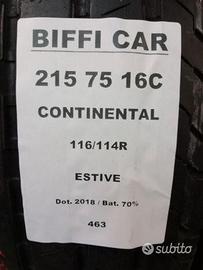 BIFFI CAR
215 75 16C
CONTINENTAL
116/114R
ESTIVE
Dot. 2018 / Bat. 70%
463
subito